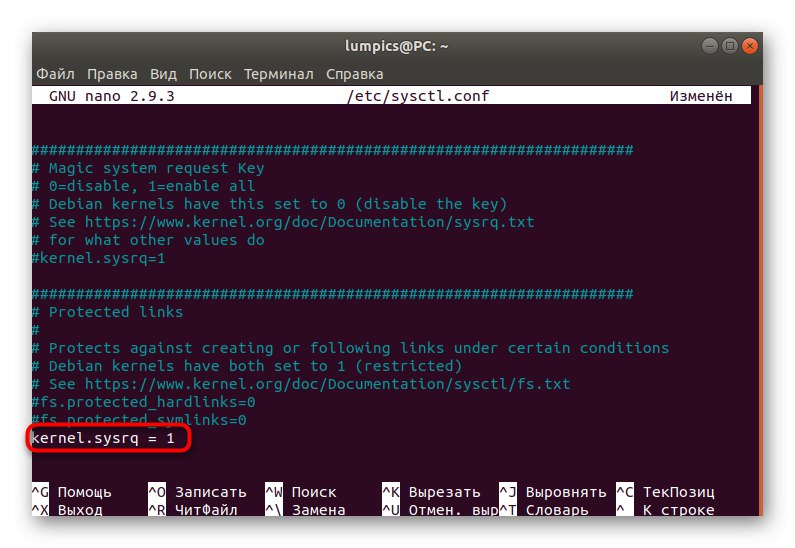 lumpics@PC: ~
Файл Правка Вид Поиск Терминал Справка
GNU nano 2.9.3 /etc/sysctl.conf Изменён
###################################################################
# Magic system request Key
# 0=disable, 1=enable all
# Debian kernels have this set to 0 (disable the key)
# See https://www.kernel.org/doc/Documentation/sysrq.txt
# for what other values do
#kernel.sysrq=1
###################################################################
# Protected links
#
# Protects against creating or following links under certain conditions
# Debian kernels have both set to 1 (restricted)
# See https://www.kernel.org/doc/Documentation/sysctl/fs.txt
#fs.protected_hardlinks=0
#fs.protected_symlinks=0
kernel.sysrq = 1
^G Помощь ^O Записать ^W Поиск ^K Вырезать ^J Выровнять ^C ТекПозиц
^X Выход ^R ЧитФайл ^\ Замена ^U Отмен. выр^T Словарь ^_ К строке